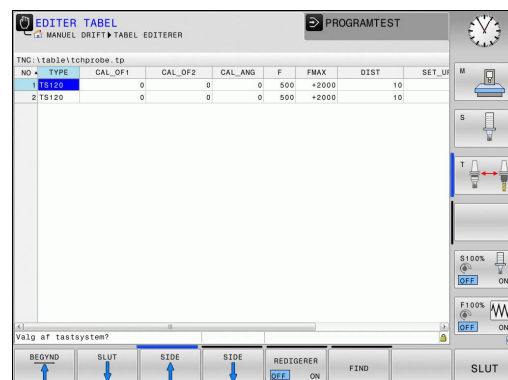 EDITER TABEL
PROGRAMTEST
MANUEL DRIFT▶TABEL EDITERER
TNC:\table\tchprobe.tp
NO TYPE CAL_OF1 CAL_OF2 CAL_ANG F FMAX DIST SET_UP
1 TS120 0 0 0 500 +2000 10
2 TS120 0 0 0 500 +2000 10
M
S
T
S100%
OFF ON
F100%
OFF ON
Valg af tastsystem?
BEGYND
SLUT
SIDE
SIDE
REDIGERER
OFF ON
FIND
SLUT